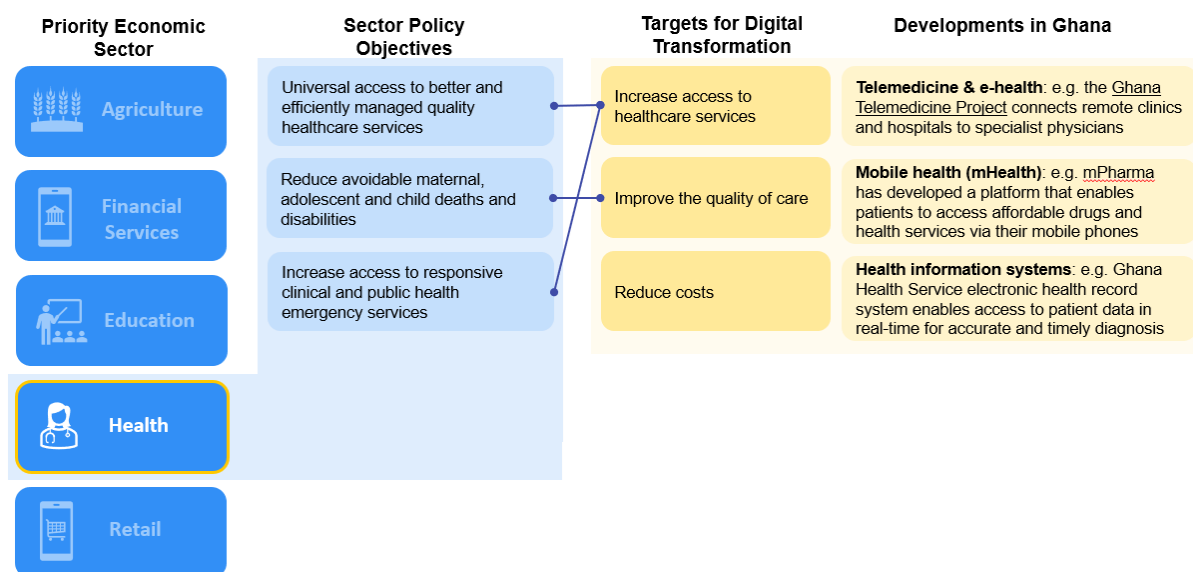 Priority Economic
Sector
Sector Policy
Objectives
Targets for Digital
Transformation
Developments in Ghana
Agriculture
Financial
Services
Education
Health
Retail
Universal access to better and
efficiently managed quality
healthcare services
Reduce avoidable maternal,
adolescent and child deaths and
disabilities
Increase access to responsive
clinical and public health
emergency services
Increase access to
healthcare services
Improve the quality of care
Reduce costs
Telemedicine & e-health: e.g. the Ghana
Telemedicine Project connects remote clinics
and hospitals to specialist physicians
Mobile health (mHealth): e.g. mPharma
has developed a platform that enables
patients to access affordable drugs and
health services via their mobile phones
Health information systems: e.g. Ghana
Health Service electronic health record
system enables access to patient data in
real-time for accurate and timely diagnosis